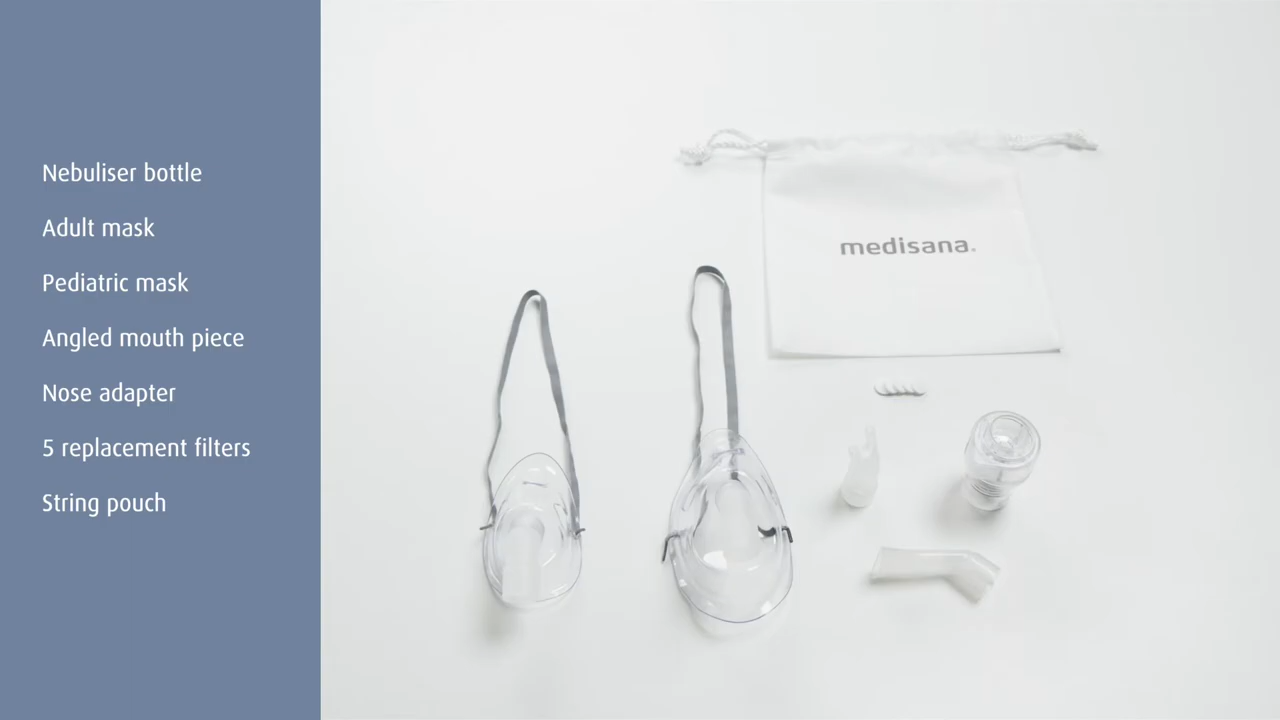 Nebuliser bottle
Adult mask
Pediatric mask
Angled mouth piece
Nose adapter
5 replacement filters
String pouch
medisana.